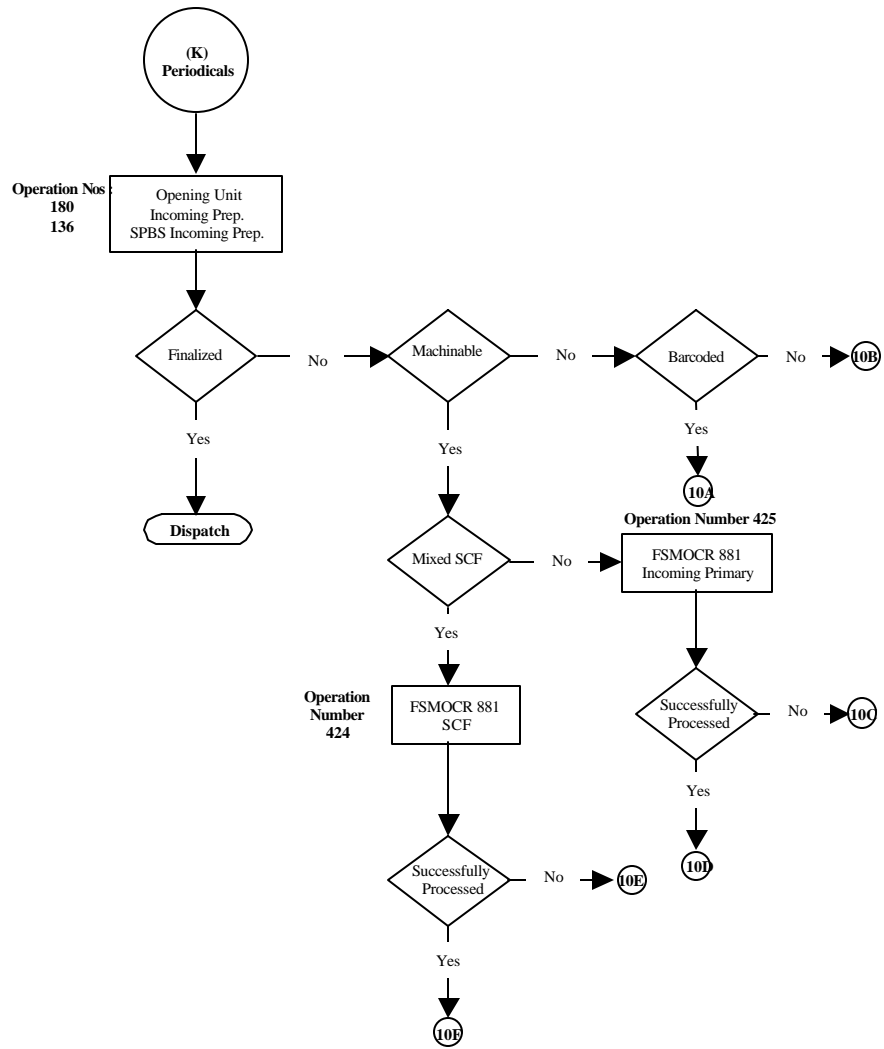 (K)
Periodicals
Operation Nos :
180
136
Opening Unit
Incoming Prep.
SPBS Incoming Prep.
Finalized
No
Machinable
No
Barcoded
No
10B
Yes
Yes
Yes
Dispatch
10A
Operation Number 425
Mixed SCF
No
FSMOCR 881
Incoming Primary
Yes
Operation
Number
424
FSMOCR 881
SCF
Successfully
Processed
No
10C
Yes
Successfully
Processed
No
10E
10D
Yes
10F